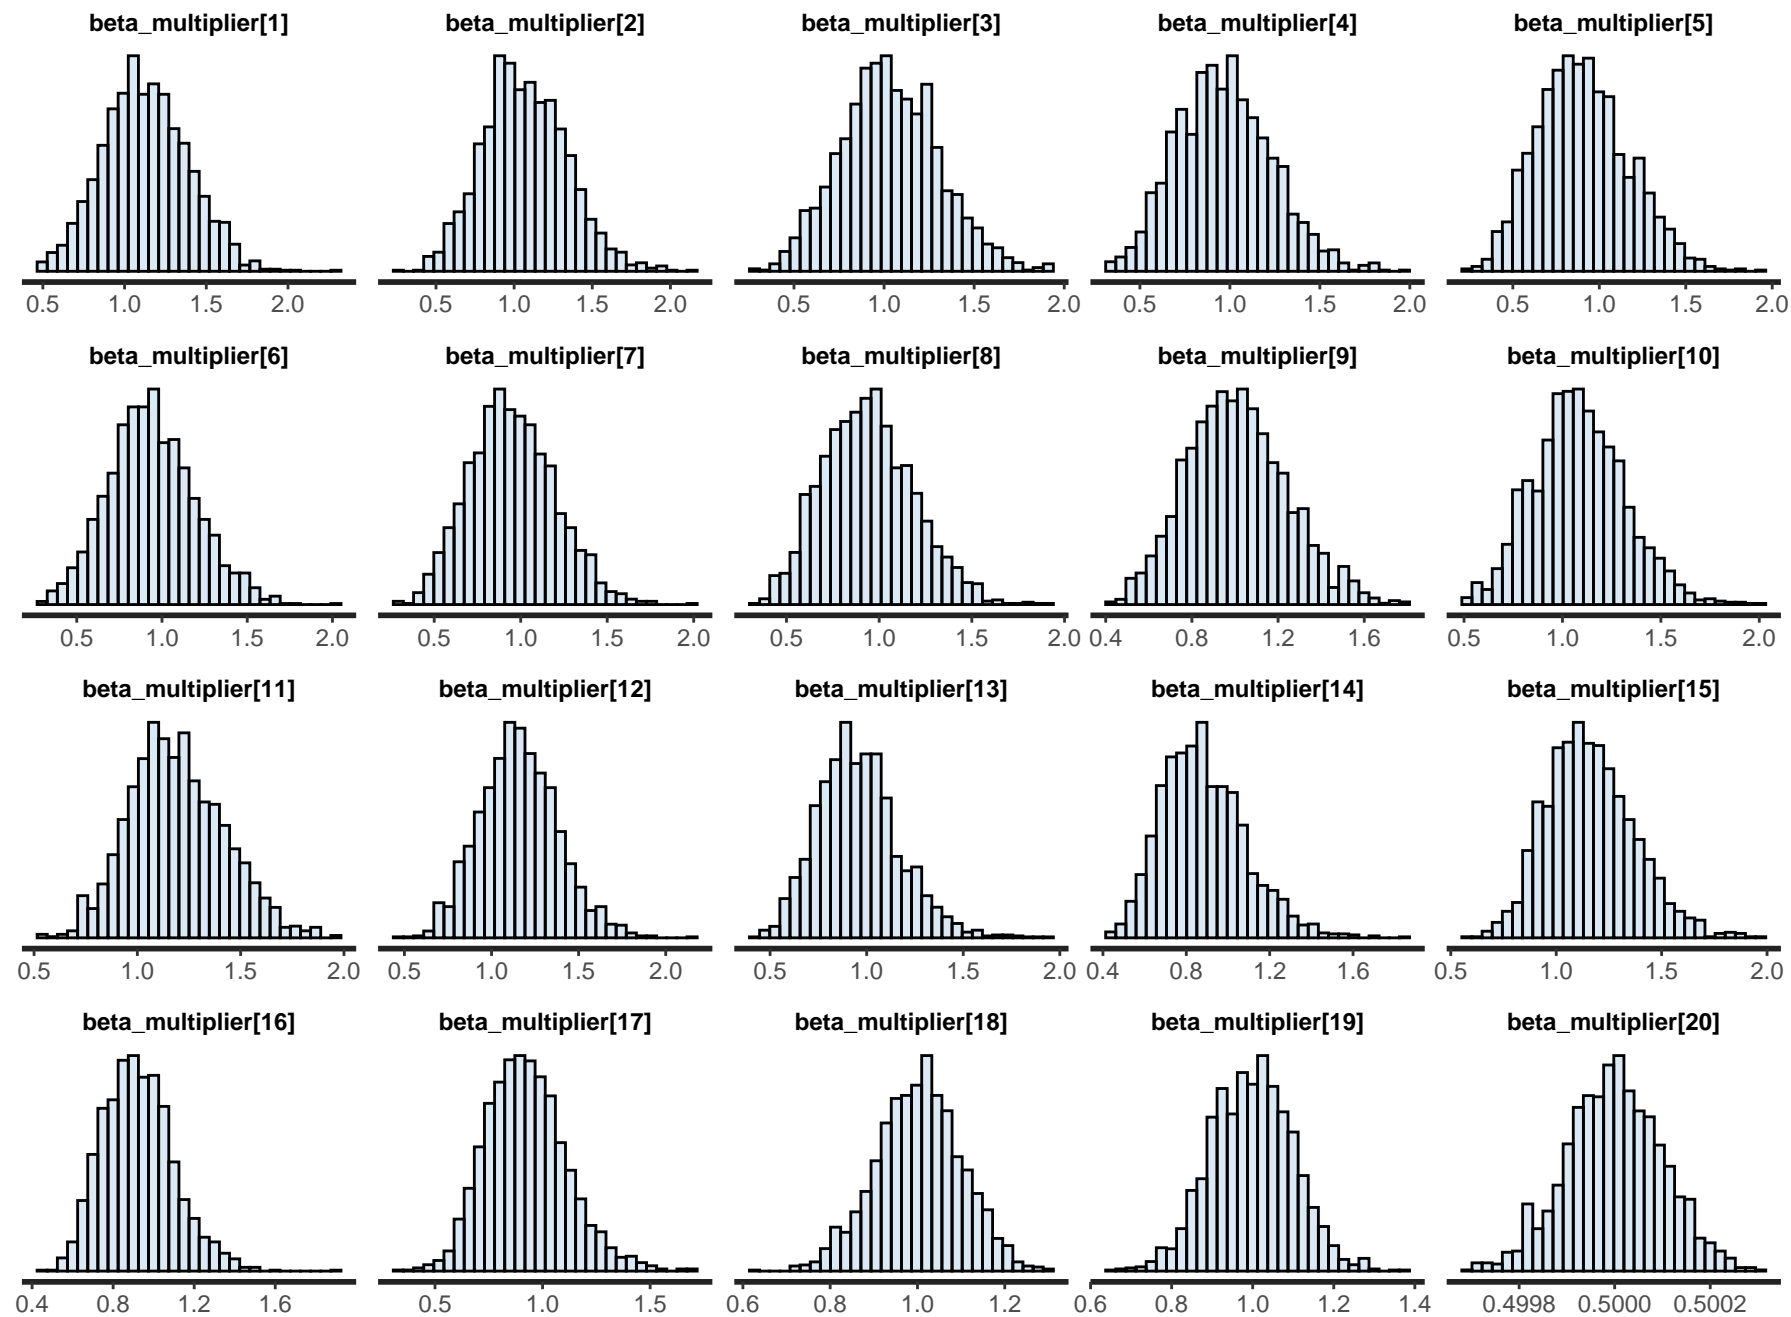 beta_multiplier[1] beta_multiplier[2] beta_multiplier[3] beta_multiplier[4] beta_multiplier[5]
0.5 1.0 1.5 2.0 0.5 1.0 1.5 2.0 0.5 1.0 1.5 2.0 0.5 1.0 1.5 2.0 0.5 1.0 1.5 2.0
beta_multiplier[6] beta_multiplier[7] beta_multiplier[8] beta_multiplier[9] beta_multiplier[10]
0.5 1.0 1.5 2.0 0.5 1.0 1.5 2.0 0.5 1.0 1.5 2.0 0.4 0.8 1.2 1.6 0.5 1.0 1.5 2.0
beta_multiplier[11] beta_multiplier[12] beta_multiplier[13] beta_multiplier[14] beta_multiplier[15]
0.5 1.0 1.5 2.0 0.5 1.0 1.5 2.0 0.5 1.0 1.5 2.0 0.4 0.8 1.2 1.6 0.5 1.0 1.5 2.0
beta_multiplier[16] beta_multiplier[17] beta_multiplier[18] beta_multiplier[19] beta_multiplier[20]
0.4 0.8 1.2 1.6 0.5 1.0 1.5 0.6 0.8 1.0 1.2 0.6 0.8 1.0 1.2 1.4 0.4998 0.5000 0.5002